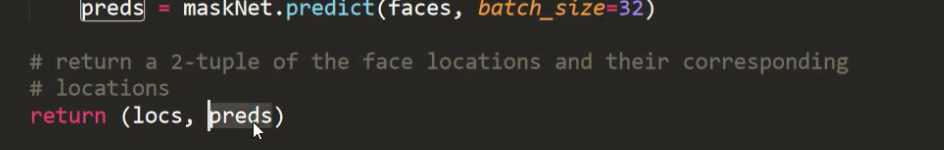 preds = maskNet.predict(faces, batch_size=32)
# return a 2-tuple of the face locations and their corresponding
# locations
return (locs, preds)